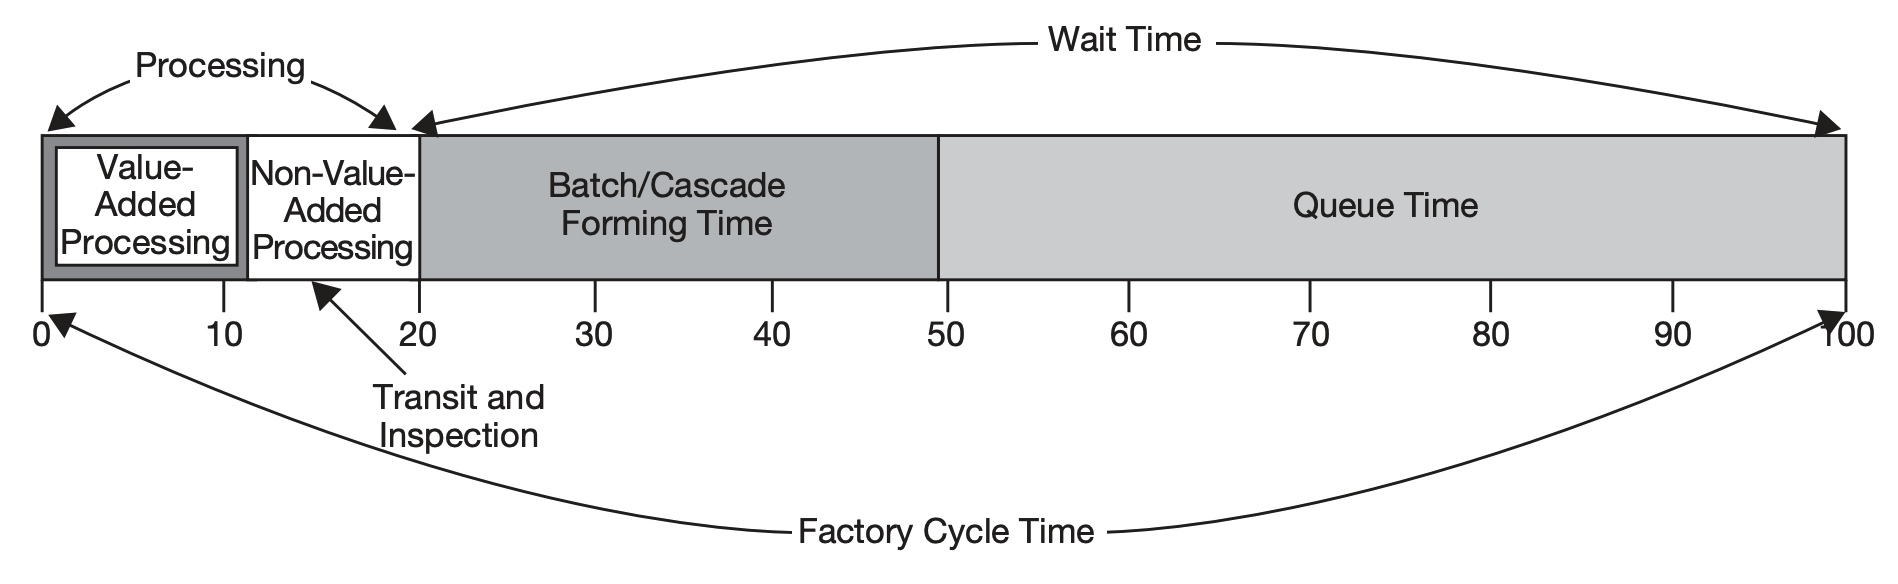 Wait Time
Processing
Value-
Added
Processing
Non-Value-
Added
Processing
Batch/Cascade
Forming Time
Queue Time
0 10 20 30 40 50 60 70 80 90 100
Transit and
Inspection
Factory Cycle Time